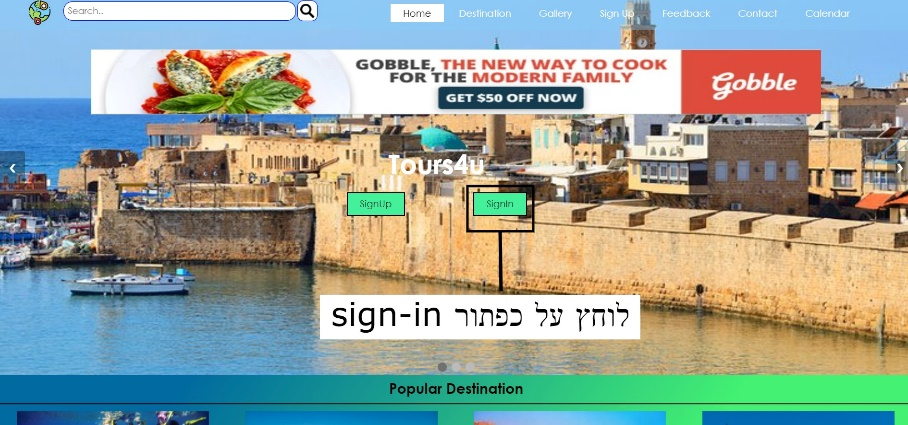 Search..
Home Destination Gallery Sign Up Feedback Contact Calendar
GOBBLE, THE NEW WAY TO COOK
FOR THE MODERN FAMILY
GET $50 OFF NOW
Gobble
Tours4u
SignUp SignIn
לוחץ על כפתור sign-in
Popular Destination